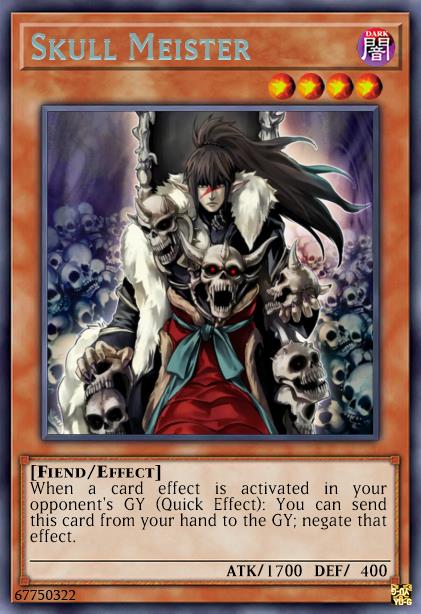 SKULL MEISTER
DARK
闇
[FIEND/EFFECT]
When a card effect is activated in your
opponent's GY (Quick Effect): You can send
this card from your hand to the GY; negate that
effect.
ATK/1700 DEF/ 400
67750322